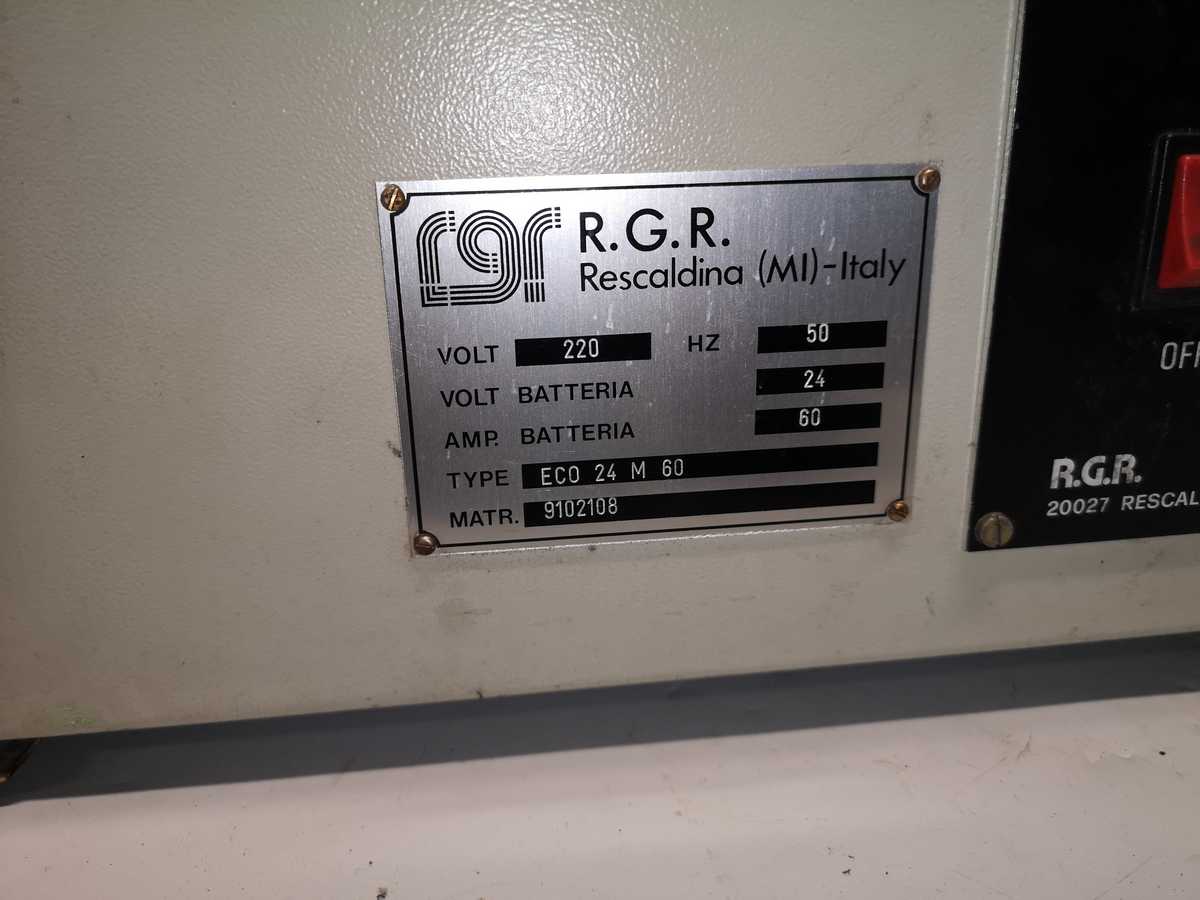 rgr R.G.R.
Rescaldina (MI)-Italy
VOLT 220 HZ 50
VOLT BATTERIA 24
AMP. BATTERIA 60
TYPE ECO 24 M 60
MATR. 9102108
OFF
R.G.R.
20027 RESCAL